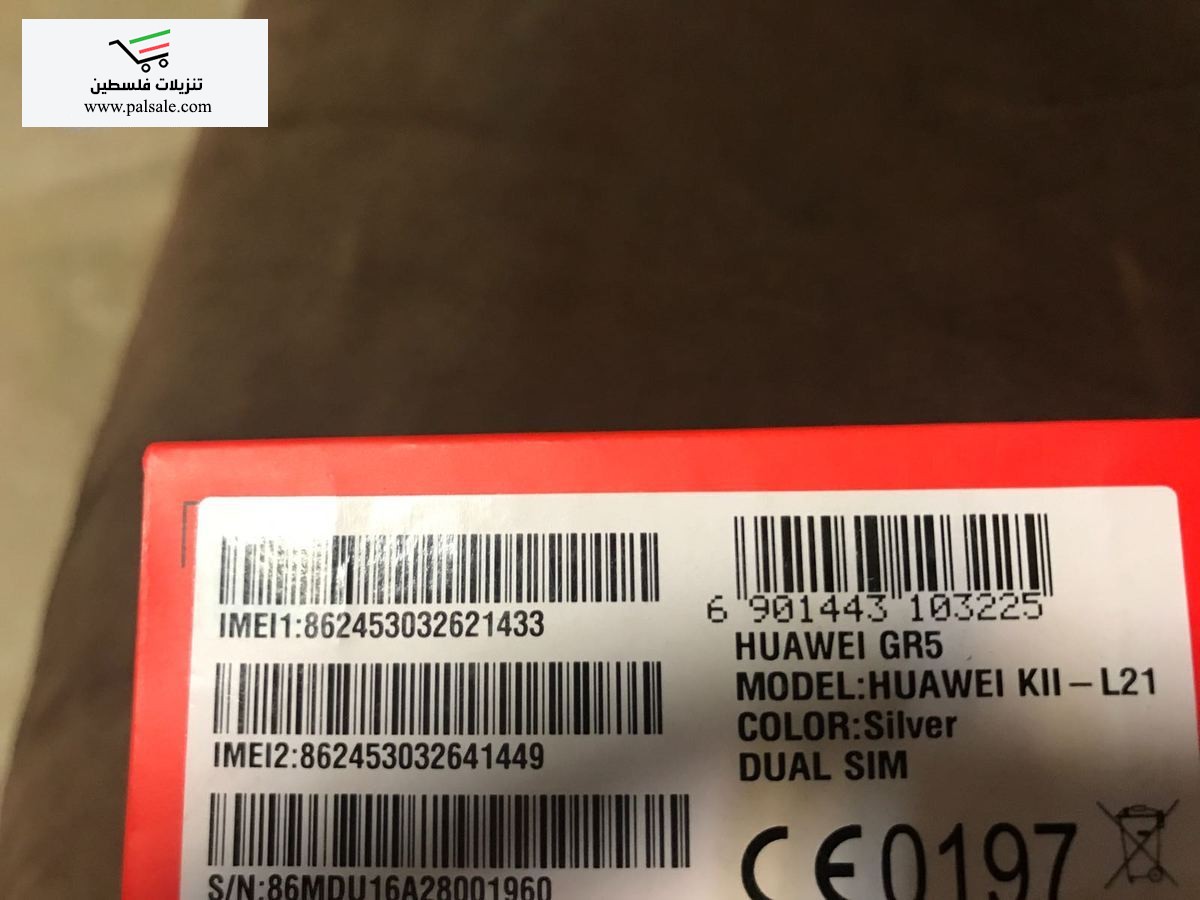 تنزيلات فلسطين
www.palsale.com
IMEI1:862453032621433
IMEI2:862453032641449
S/N:86MDU16A28001960
6 901443 103225
HUAWEI GR5
MODEL:HUAWEI KII–L21
COLOR:Silver
DUAL SIM
CE0197